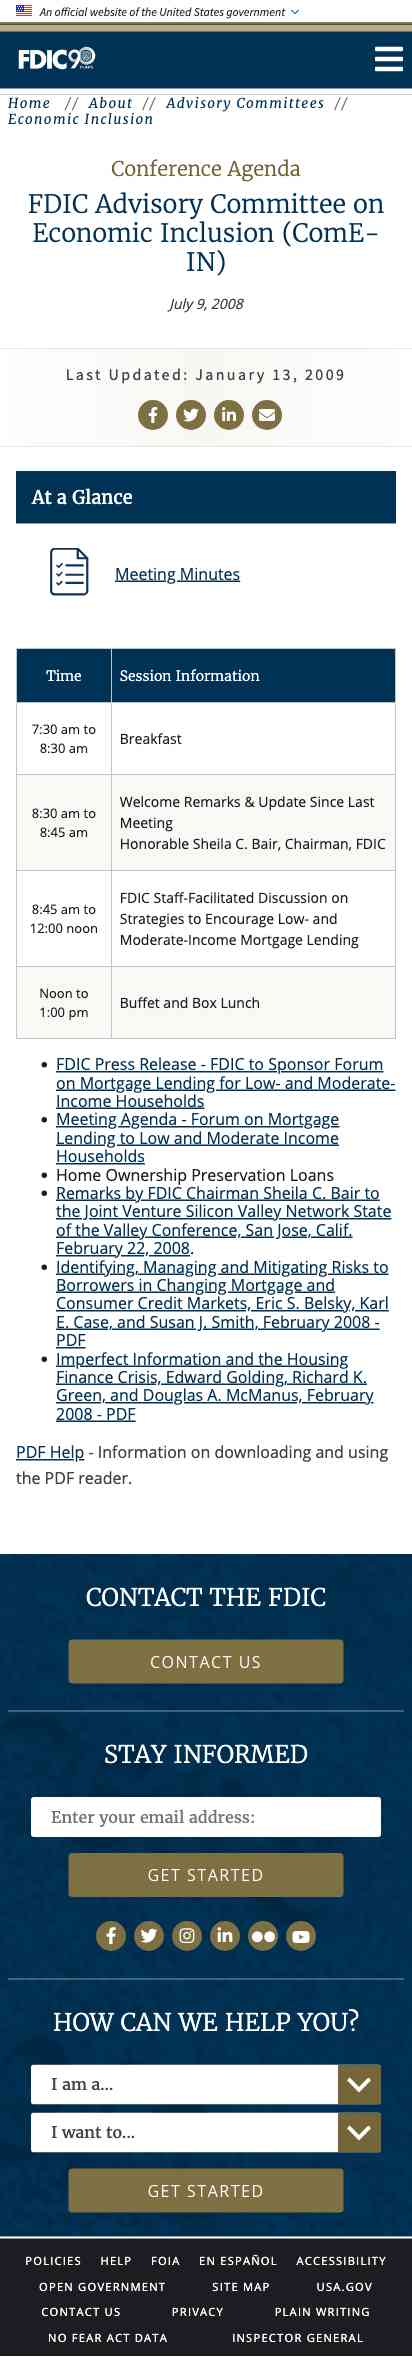 An official website of the United States government
FDIC90
Home // About // Advisory Committees //
Economic Inclusion
Conference Agenda
FDIC Advisory Committee on
Economic Inclusion (ComE-
IN)
July 9, 2008
Last Updated: January 13, 2009
At a Glance
Meeting Minutes
Time Session Information
7:30 am to
8:30 am
Breakfast
8:30 am to
8:45 am
Welcome Remarks & Update Since Last
Meeting
Honorable Sheila C. Bair, Chairman, FDIC
8:45 am to
12:00 noon
FDIC Staff-Facilitated Discussion on
Strategies to Encourage Low- and
Moderate-Income Mortgage Lending
Noon to
1:00 pm
Buffet and Box Lunch
• FDIC Press Release - FDIC to Sponsor Forum
on Mortgage Lending for Low- and Moderate-
Income Households
• Meeting Agenda - Forum on Mortgage
Lending to Low and Moderate Income
Households
• Home Ownership Preservation Loans
• Remarks by FDIC Chairman Sheila C. Bair to
the Joint Venture Silicon Valley Network State
of the Valley Conference, San Jose, Calif.
February 22, 2008.
• Identifying, Managing and Mitigating Risks to
Borrowers in Changing Mortgage and
Consumer Credit Markets, Eric S. Belsky, Karl
E. Case, and Susan J. Smith, February 2008 -
PDF
• Imperfect Information and the Housing
Finance Crisis, Edward Golding, Richard K.
Green, and Douglas A. McManus, February
2008 - PDF
PDF Help - Information on downloading and using
the PDF reader.
CONTACT THE FDIC
CONTACT US
STAY INFORMED
Enter your email address:
GET STARTED
HOW CAN WE HELP YOU?
I am a...
I want to...
GET STARTED
POLICIES HELP FOIA EN ESPAÑOL ACCESSIBILITY
OPEN GOVERNMENT SITE MAP USA.GOV
CONTACT US PRIVACY PLAIN WRITING
NO FEAR ACT DATA INSPECTOR GENERAL